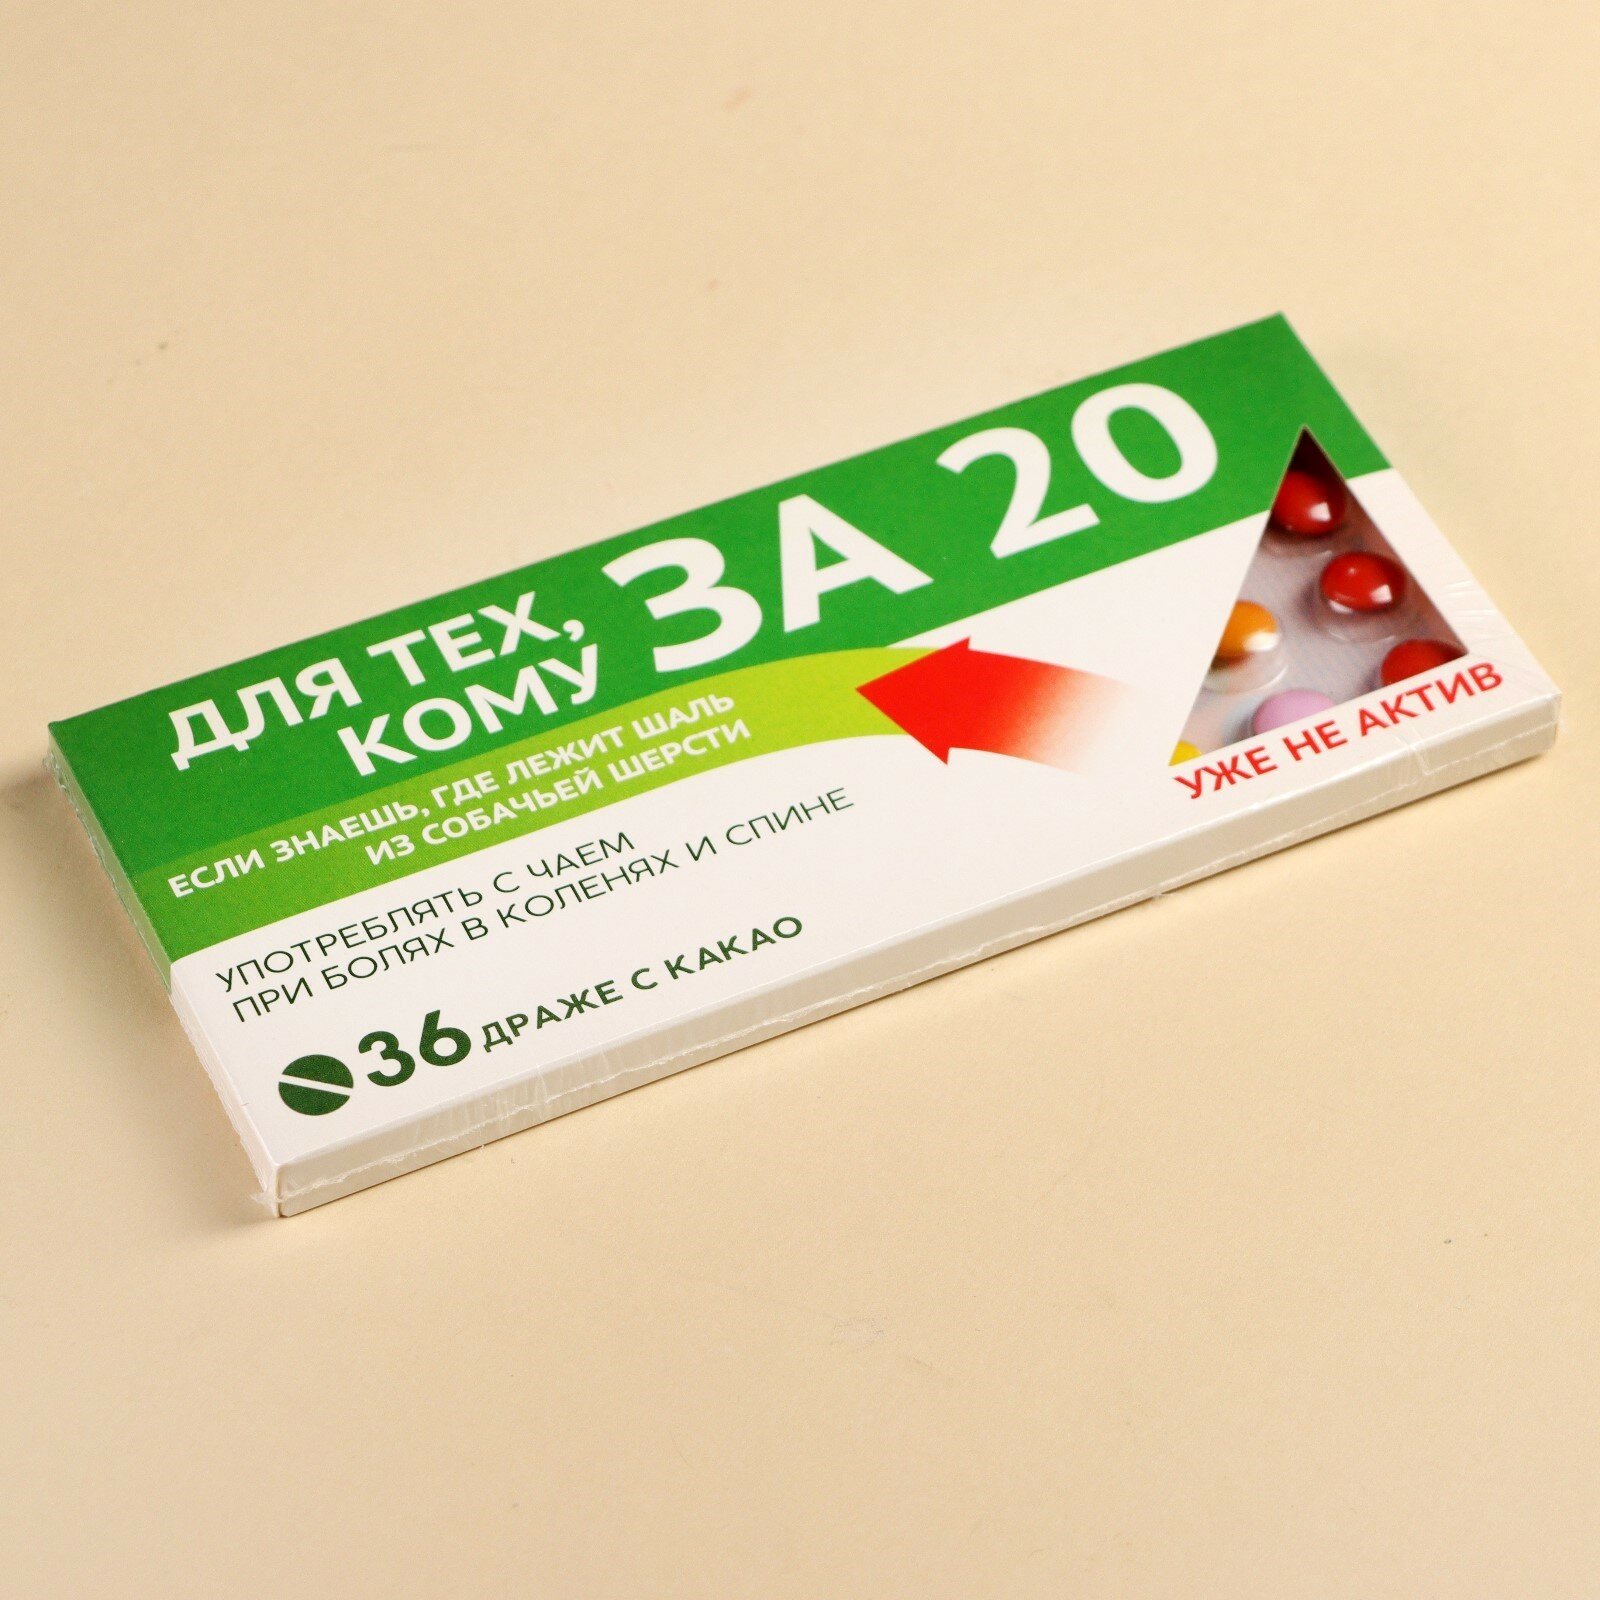 ДЛЯ ТЕХ,
КОМУ ЗА 20
ЕСЛИ ЗНАЕШЬ, ГДЕ ЛЕЖИТ ШАЛЬ
ИЗ СОБАЧЬЕЙ ШЕРСТИ
УПОТРЕБЛЯТЬ С ЧАЕМ
ПРИ БОЛЯХ В КОЛЕНЯХ И СПИНЕ
36 ДРАЖЕ С КАКАО
УЖЕ НЕ АКТИВ